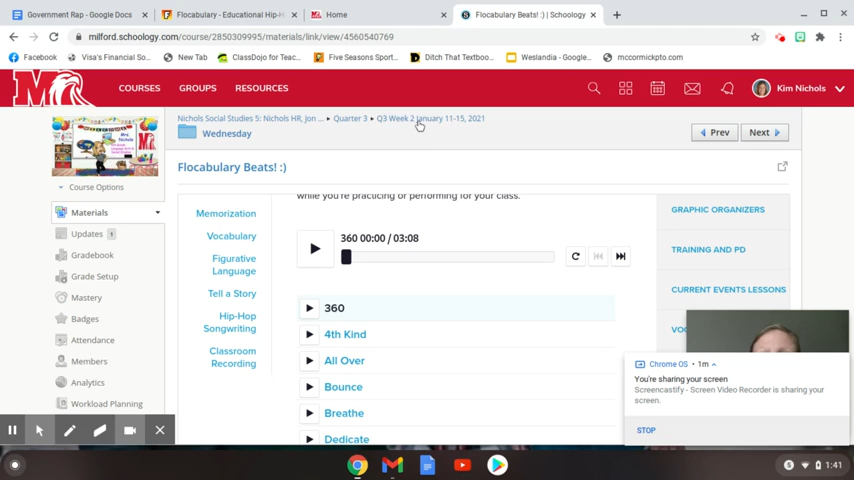 Government Rap - Google Docs
Flocabulary - Educational Hip-H
Home
Flocabulary Beats! :) | Schoology
milford.schoology.com/course/2850309995/materials/link/view/4560540769
Facebook
Visa's Financial So...
New Tab
ClassDojo for Teac...
Five Seasons Sport...
Ditch That Textboo...
Weslandia - Google...
mccormickpto.com
M
COURSES
GROUPS
RESOURCES
Kim Nichols
Nichols Social Studies 5: Nichols HR, Jon ...
Quarter 3
Q3 Week 2 January 11-15, 2021
Wednesday
Prev
Next
Course Options
Flocabulary Beats! :)
Materials
Updates 1
Gradebook
Grade Setup
Mastery
Badges
Attendance
Members
Analytics
Workload Planning
Memorization
Vocabulary
Figurative
Language
Tell a Story
Hip-Hop
Songwriting
Classroom
Recording
while you're practicing or performing for your class.
360 00:00 / 03:08
360
4th Kind
All Over
Bounce
Breathe
Dedicate
GRAPHIC ORGANIZERS
TRAINING AND PD
CURRENT EVENTS LESSONS
Chrome OS • 1m
You're sharing your screen
Screencastify - Screen Video Recorder is sharing your
screen.
STOP
1:41